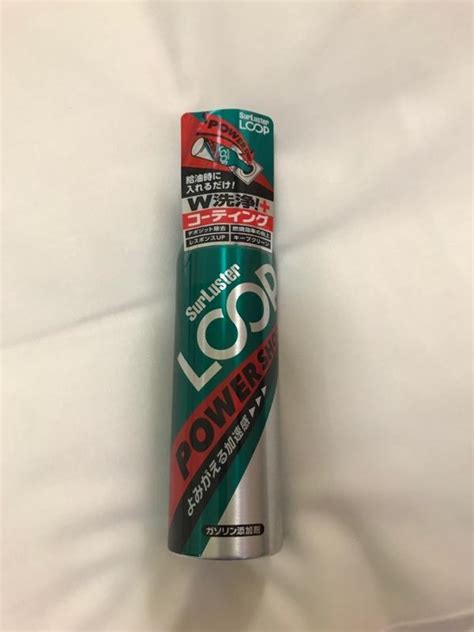 SurLuster
LOOP
POWER
給油時に
入れるだけ!
W洗浄!+
コーティング
デポジット除去 燃焼効率の向上
レスポンスUP キープクリーン
SurLuster
LOOP
POWER SHO
よみがえる加速感
ガソリン添加剤